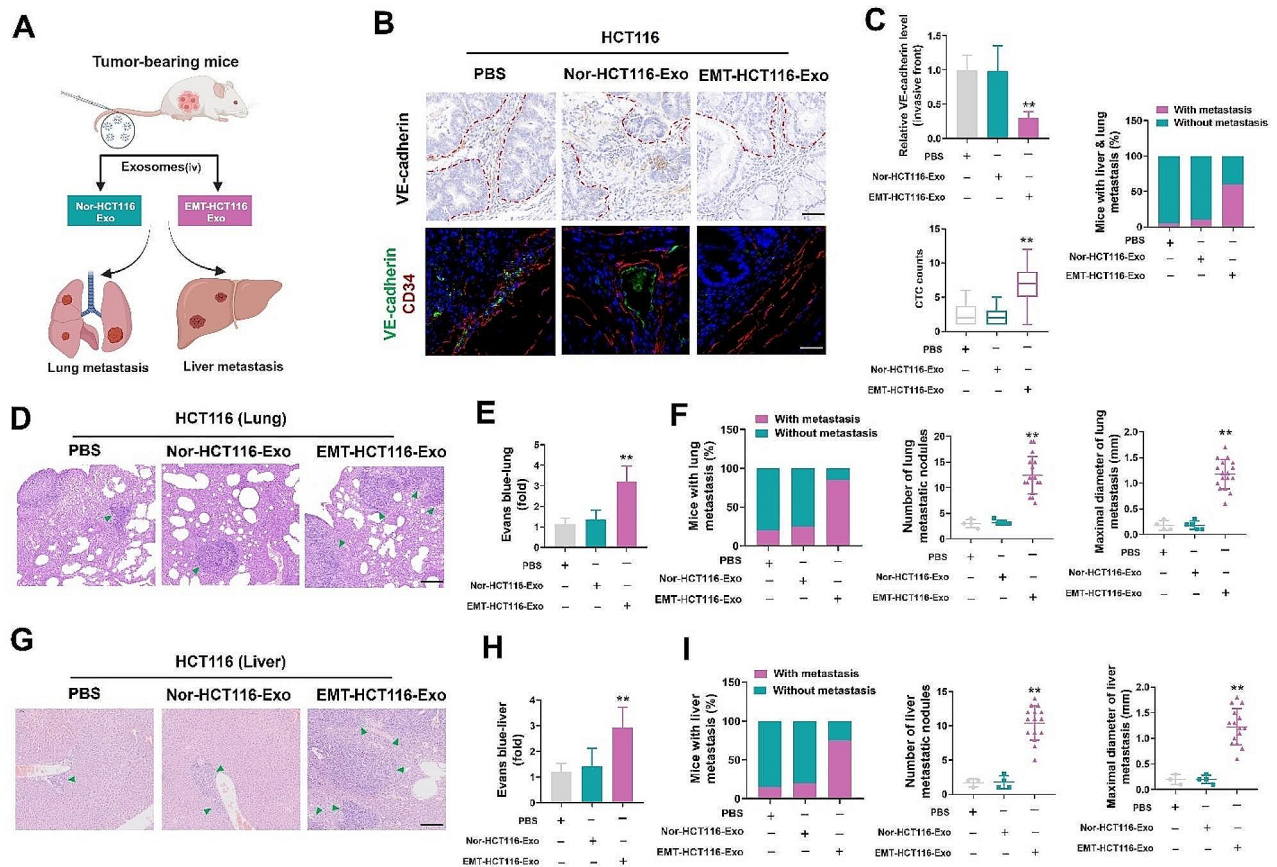 A
Tumor-bearing mice
Exosomes(iv)
Nor-HCT116
Exo
EMT-HCT116
Exo
Lung metastasis
Liver metastasis
B
HCT116
PBS
Nor-HCT116-Exo
EMT-HCT116-Exo
VE-cadherin
VE-cadherin
CD34
C
Relative VE-cadherin level
(invasive front)
1.5
1.0
0.5
0.0
**
PBS + – –
Nor-HCT116-Exo – + –
EMT-HCT116-Exo – – +
With metastasis
Without metastasis
Mice with liver & lung
metastasis (%)
150
100
50
0
PBS + – –
Nor-HCT116-Exo – + –
EMT-HCT116-Exo – – +
CTC counts
15
10
5
0
**
PBS + – –
Nor-HCT116-Exo – + –
EMT-HCT116-Exo – – +
D
HCT116 (Lung)
PBS
Nor-HCT116-Exo
EMT-HCT116-Exo
E
Evans blue-lung
(fold)
5
4
3
2
1
0
**
PBS + – –
Nor-HCT116-Exo – + –
EMT-HCT116-Exo – – +
F
With metastasis
Without metastasis
Mice with lung
metastasis (%)
150
100
50
0
PBS + – –
Nor-HCT116-Exo – + –
EMT-HCT116-Exo – – +
Number of lung
metastatic nodules
20
15
10
5
0
**
PBS + – –
Nor-HCT116-Exo – + –
EMT-HCT116-Exo – – +
Maximal diameter of lung
metastasis (mm)
2.0
1.5
1.0
0.5
0.0
**
PBS + – –
Nor-HCT116-Exo – + –
EMT-HCT116-Exo – – +
G
HCT116 (Liver)
PBS
Nor-HCT116-Exo
EMT-HCT116-Exo
H
Evans blue-liver
(fold)
4
3
2
1
0
**
PBS + – –
Nor-HCT116-Exo – + –
EMT-HCT116-Exo – – +
I
With metastasis
Without metastasis
Mice with liver
metastasis (%)
150
100
50
0
PBS + – –
Nor-HCT116-Exo – + –
EMT-HCT116-Exo – – +
Number of liver
metastatic nodules
15
10
5
0
**
PBS + – –
Nor-HCT116-Exo – + –
EMT-HCT116-Exo – – +
Maximal diameter of liver
metastasis (mm)
2.0
1.5
1.0
0.5
0.0
**
PBS + – –
Nor-HCT116-Exo – + –
EMT-HCT116-Exo – – +